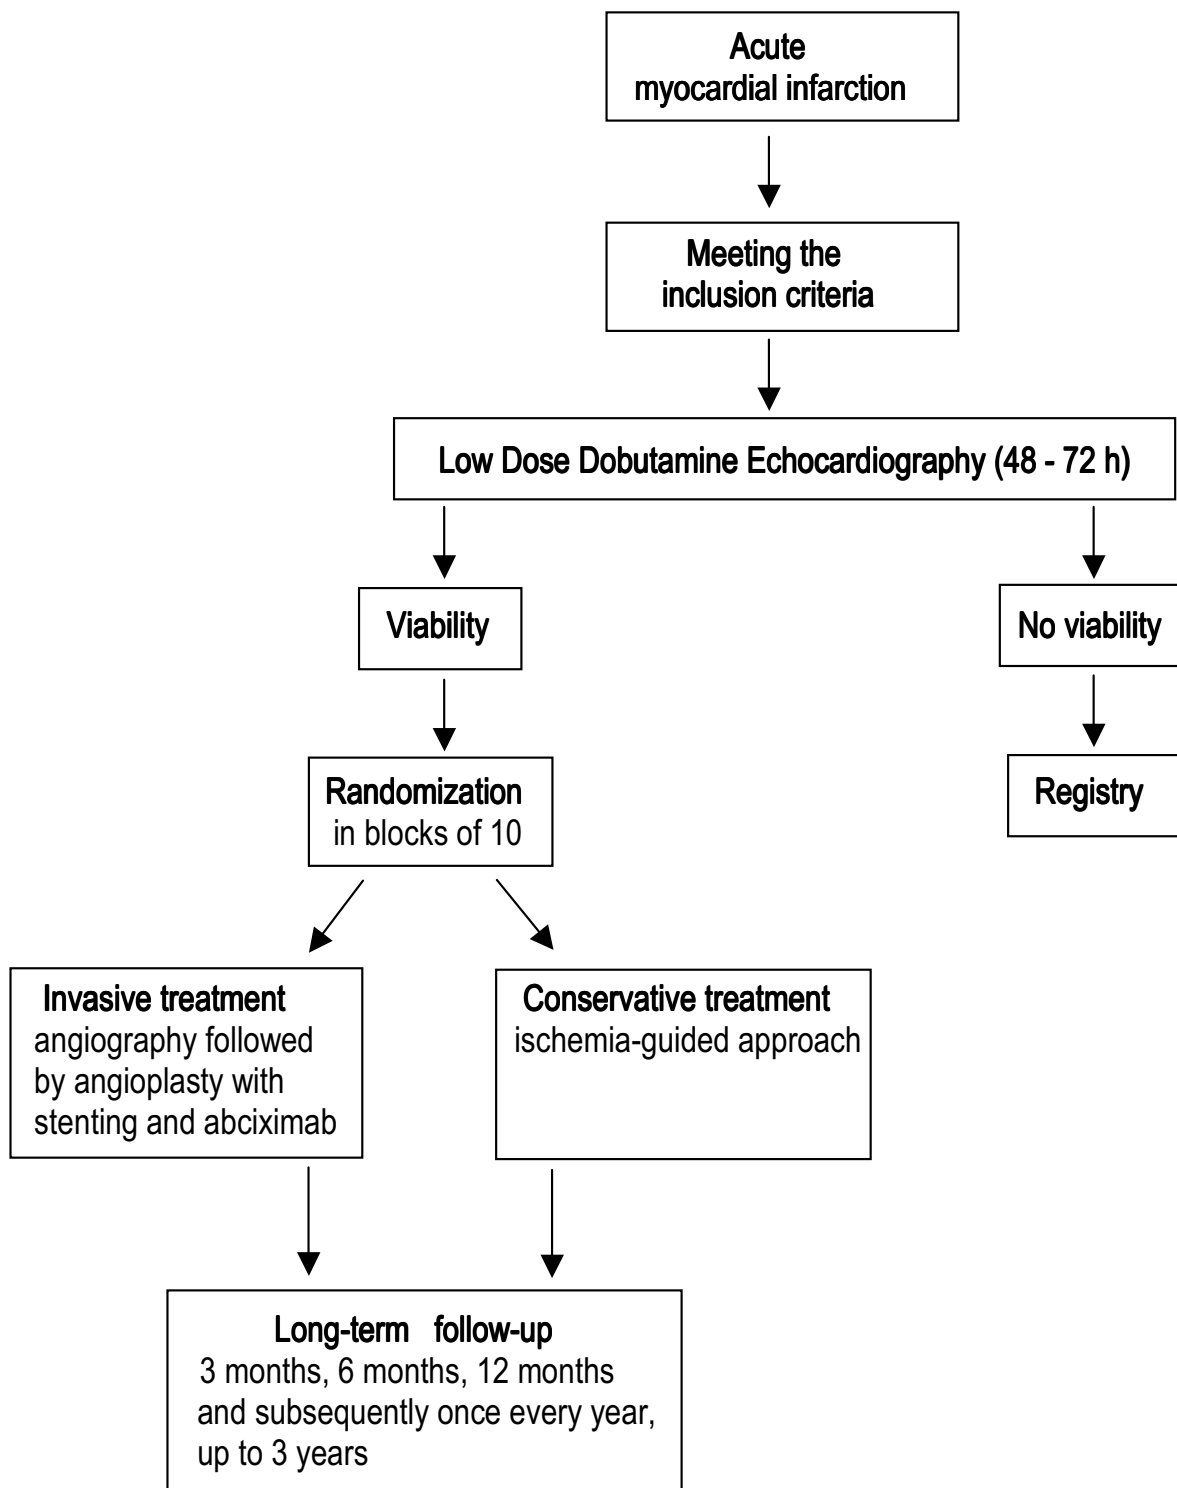 Acute
myocardial infarction
Meeting the
inclusion criteria
Low Dose Dobutamine Echocardiography (48 - 72 h)
Viability
No viability
Randomization
in blocks of 10
Registry
Invasive treatment
angiography followed
by angioplasty with
stenting and abciximab
Conservative treatment
ischemia-guided approach
Long-term follow-up
3 months, 6 months, 12 months
and subsequently once every year,
up to 3 years